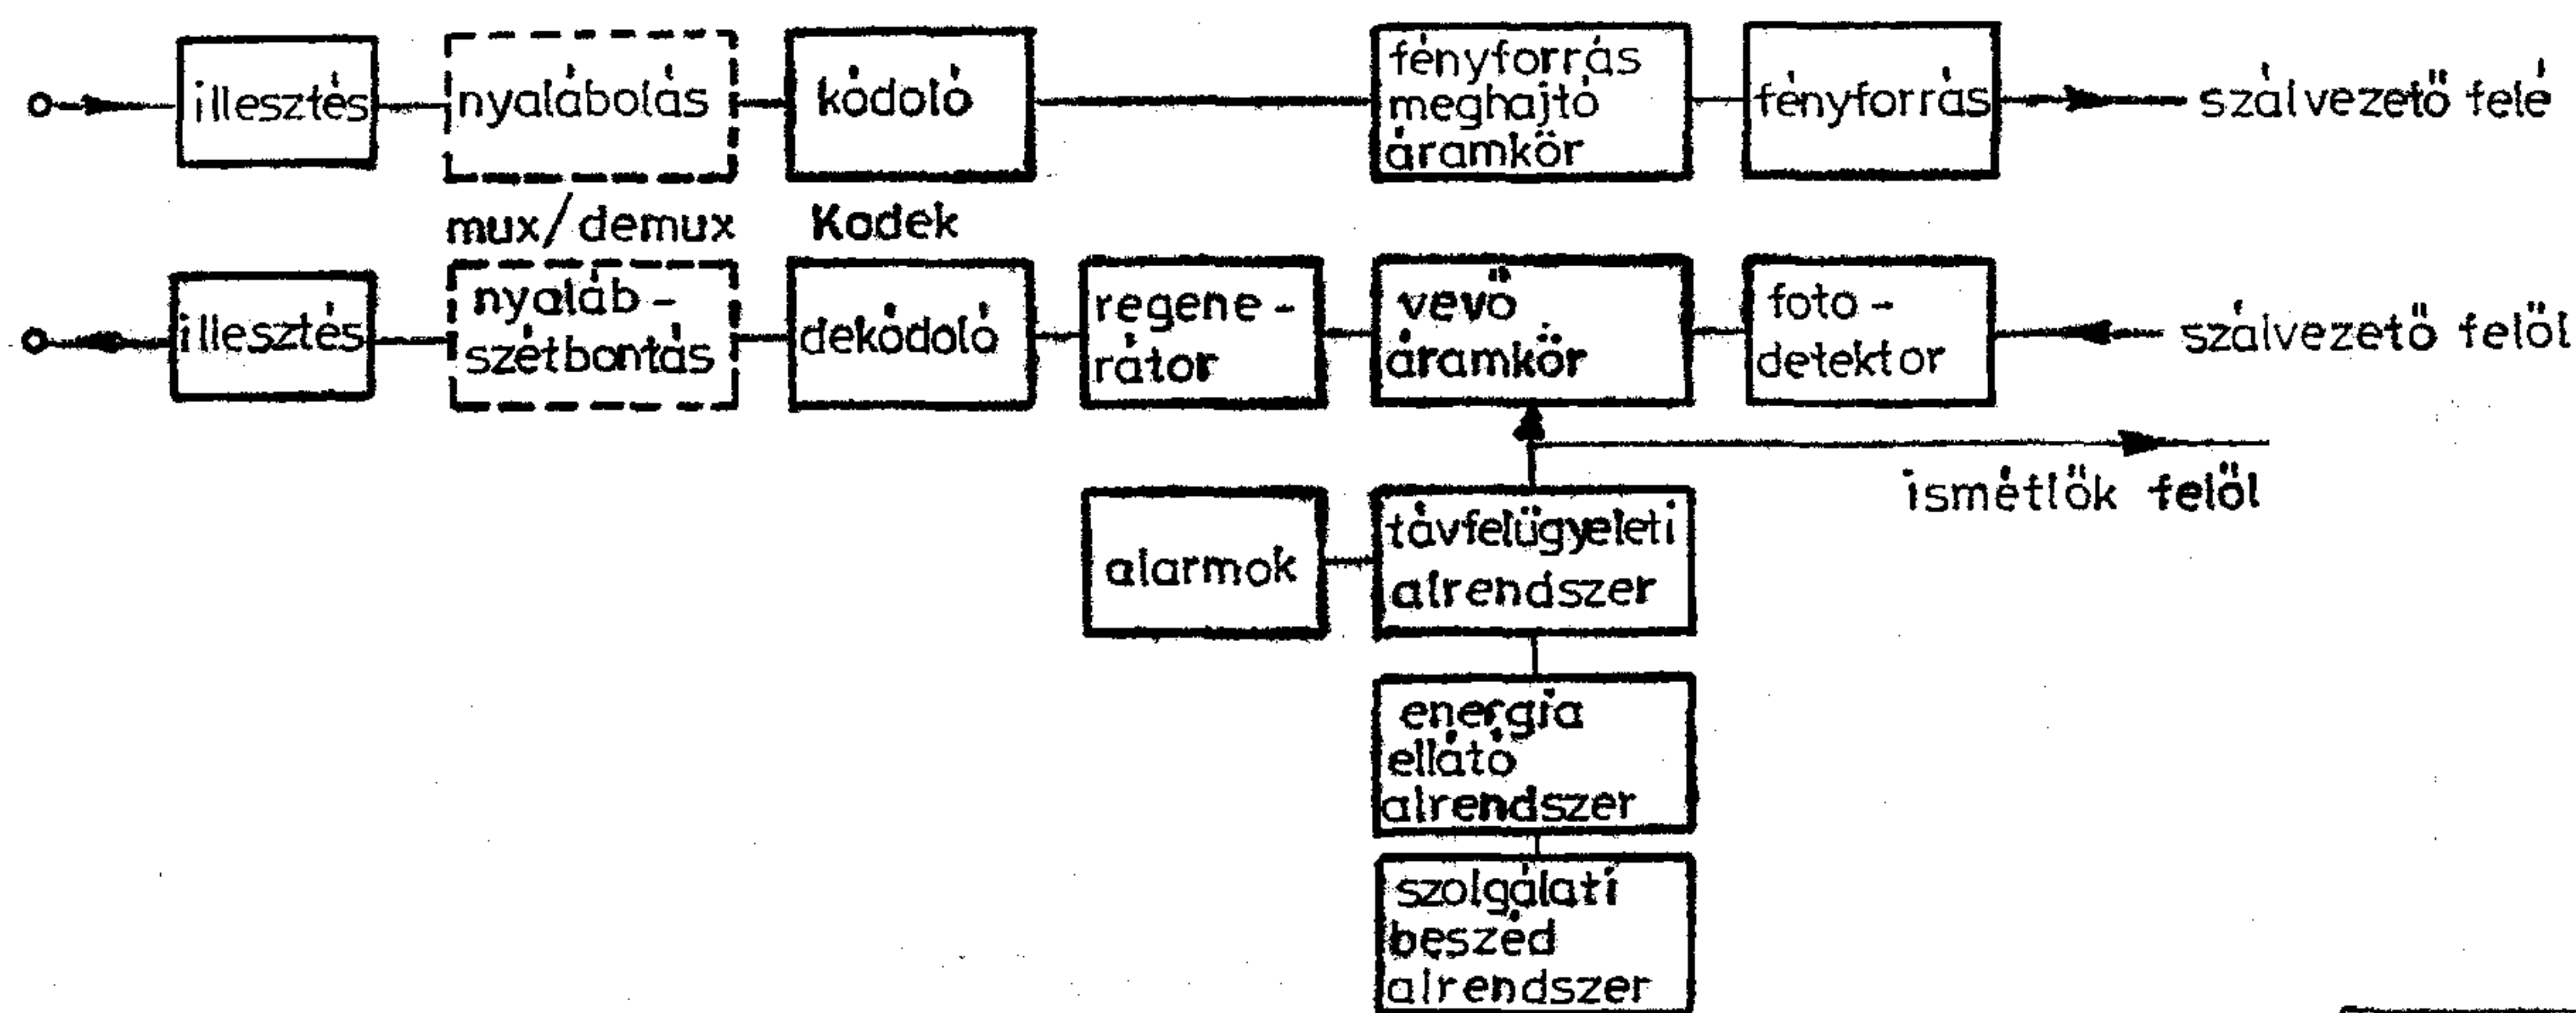 illesztés
nyalábolás
kódoló
fényforrás
meghajtó
áramkör
fényforrás
szálvezető felé
mux/demux
Kodek
illesztés
nyaláb-
szétbontás
dekódoló
regene-
rátor
vevő
áramkör
foto-
detektor
szálvezető felől
ismétlők felől
alarmok
távfelügyeleti
alrendszer
energia
ellátó
alrendszer
szolgálati
beszéd
alrendszer